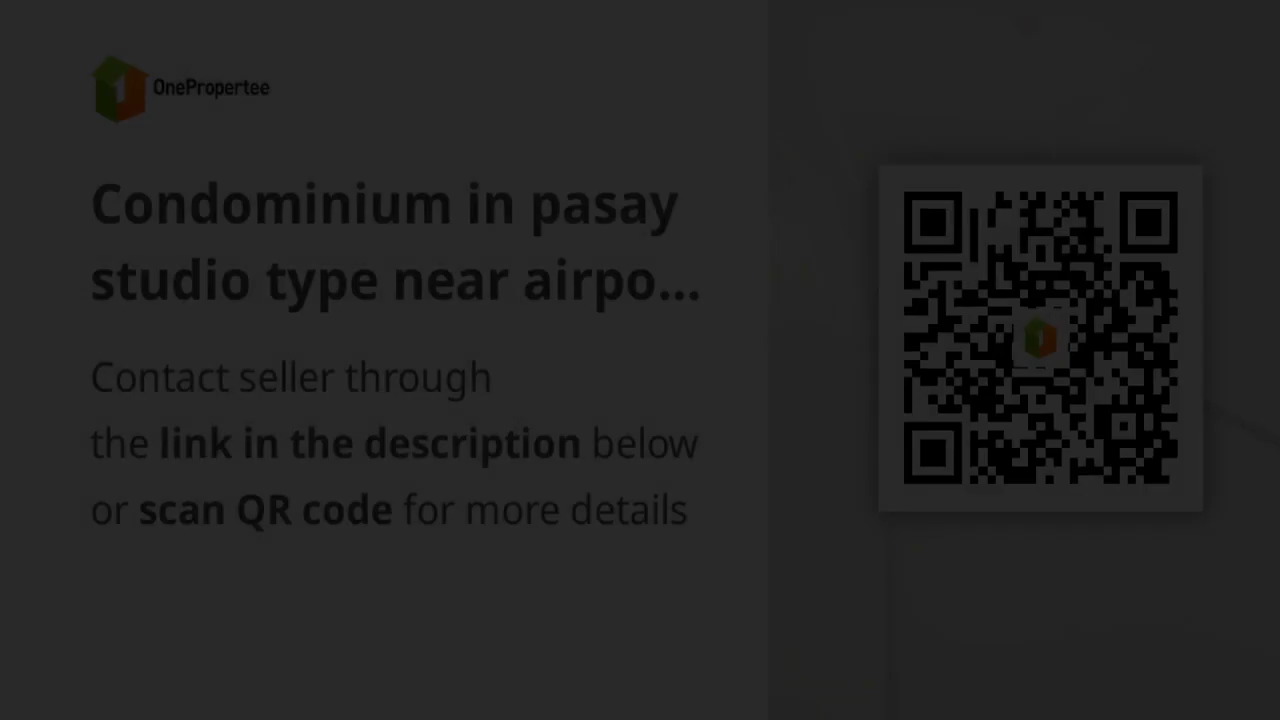 OnePropertee
Condominium in pasay
studio type near airpo...
Contact seller through
the link in the description below
or scan QR code for more details